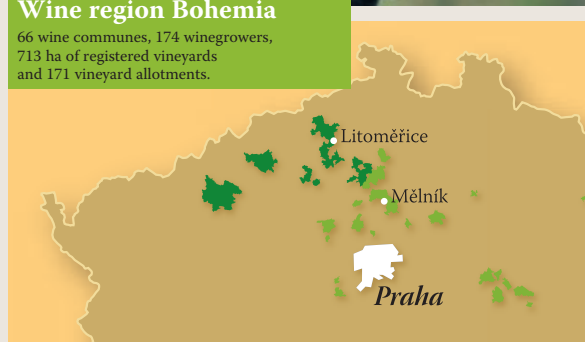 Wine region Bohemia
66 wine communes, 174 winegrowers,
713 ha of registered vineyards
and 171 vineyard allotments.
Litoměřice
Mělník
Praha